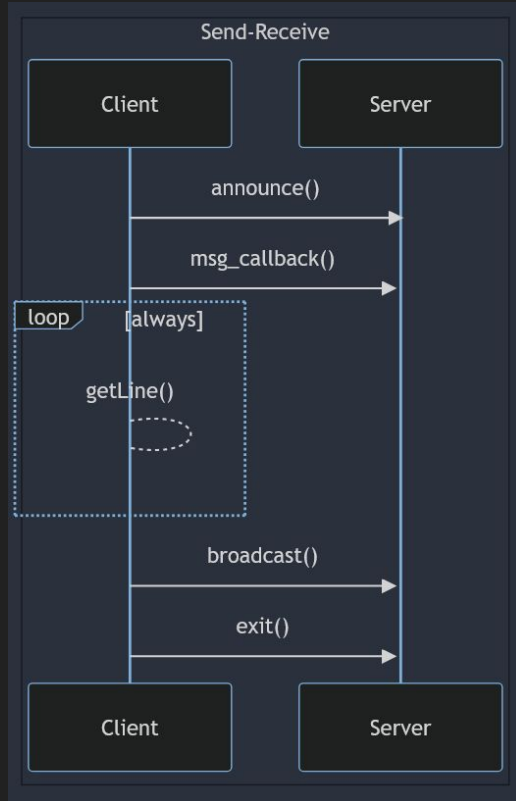 Send-Receive
Client
Server
announce()
msg_callback()
loop
[always]
getLine()
broadcast()
exit()
Client
Server